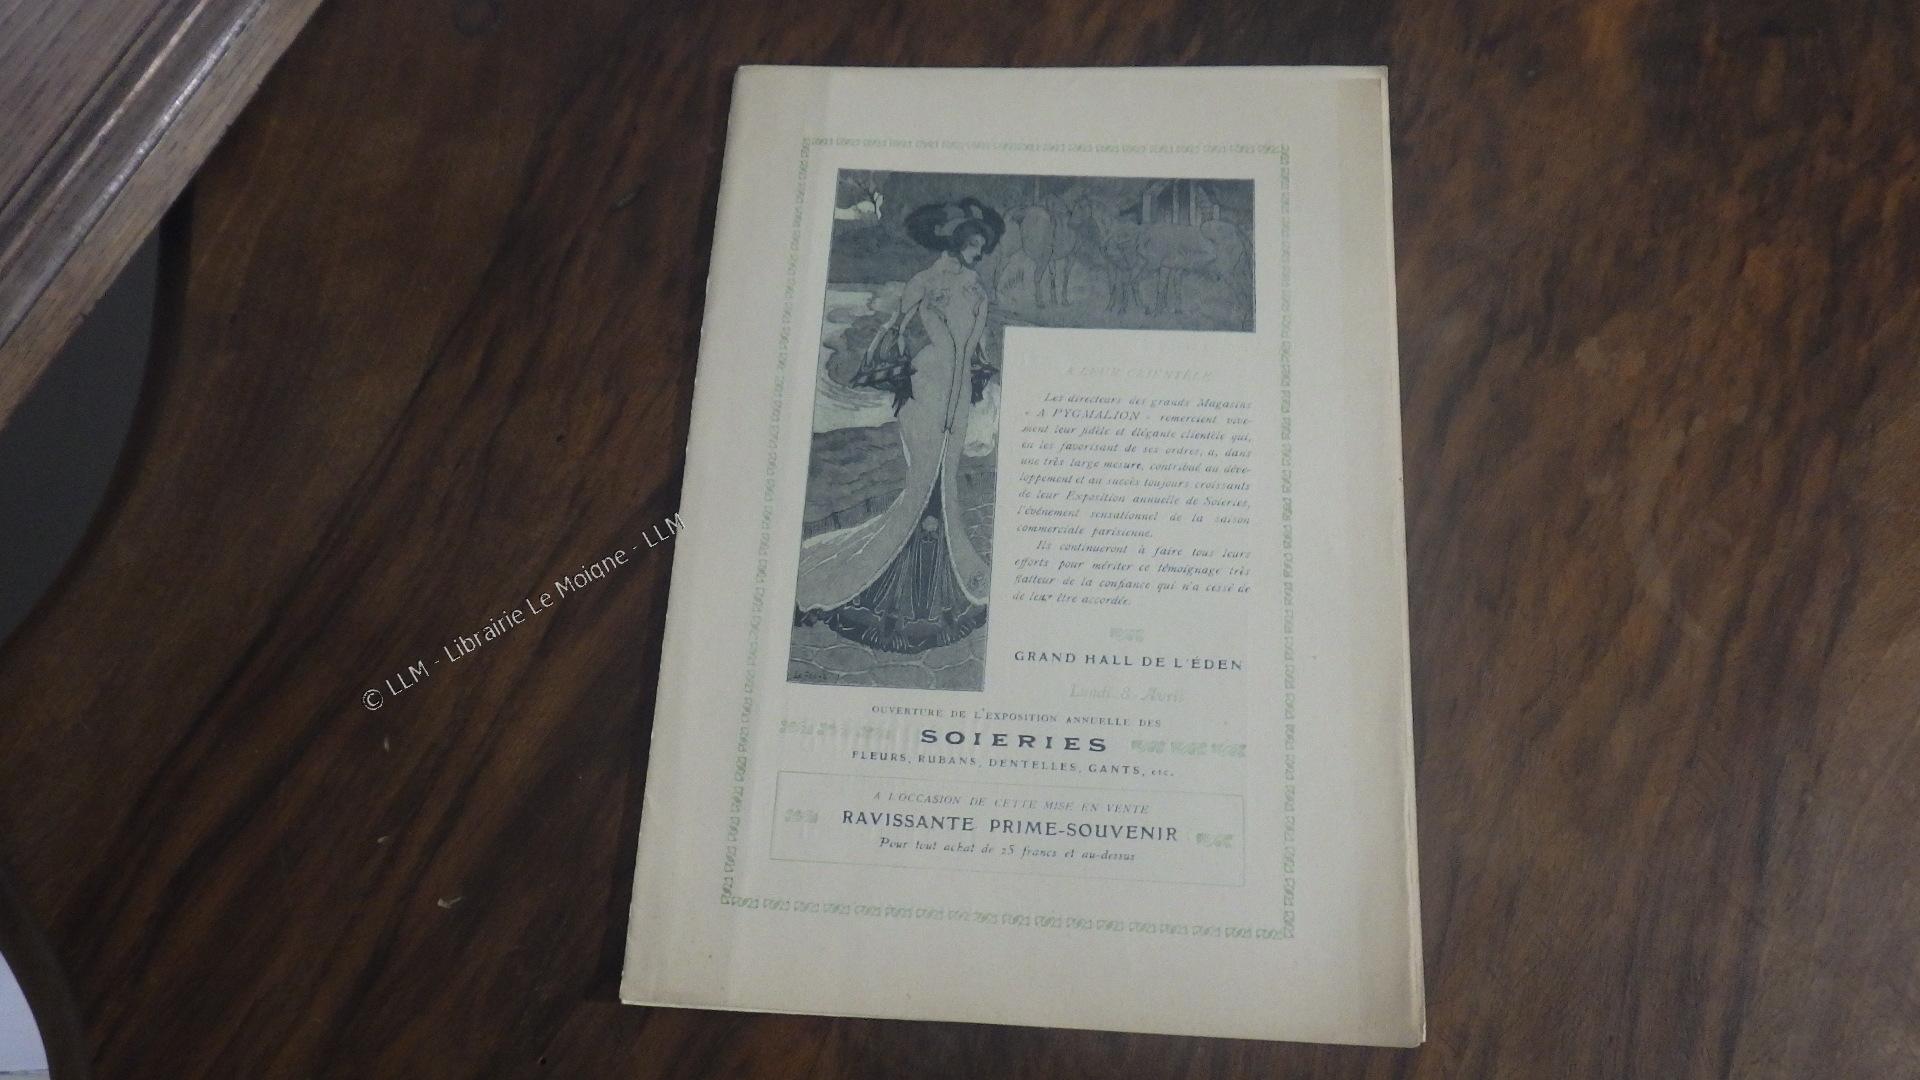 A LEUR CLIENTÈLE
Les directeurs des grands Magasins
« A PYGMALION » remercient vive-
ment leur fidèle et élégante clientèle qui,
en les favorisant de ses ordres, a, dans
une très large mesure, contribué au déve-
loppement et au succès toujours croissants
de leur Exposition annuelle de Soieries,
l'événement sensationnel de la saison
commerciale parisienne.
Ils continueront à faire tous leurs
efforts pour mériter ce témoignage très
flatteur de la confiance qui n'a cessé de
de leur être accordée.
GRAND HALL DE L'ÉDEN
Lundi 8 Avril
OUVERTURE DE L'EXPOSITION ANNUELLE DES
SOIERIES
FLEURS, RUBANS, DENTELLES, GANTS, etc.
A L'OCCASION DE CETTE MISE EN VENTE
RAVISSANTE PRIME-SOUVENIR
Pour tout achat de 25 francs et au-dessus
© LLM - Librairie Le Moigne - LLM